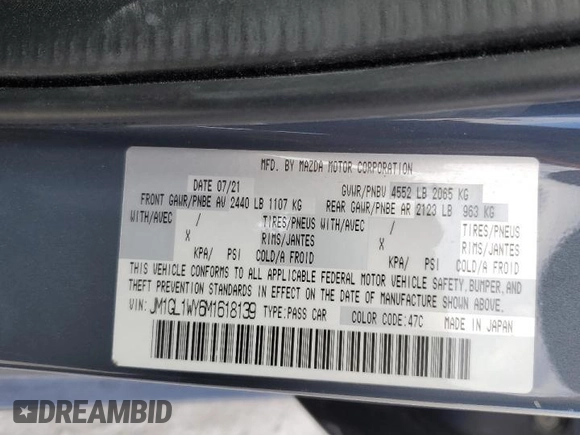 MFD. BY MAZDA MOTOR CORPORATION
DATE 07/21 GVWR/PNBV 4552 LB 2065 KG
FRONT GAWR/PNBE AV 2440 LB 1107 KG REAR GAWR/PNBE AR 2123 LB 963 KG
WITH/AVEC / TIRES/PNEUS WITH/AVEC / TIRES/PNEUS
X RIMS/JANTES X RIMS/JANTES
KPA/ PSI COLD/A FROID KPA/ PSI COLD/A FROID
THIS VEHICLE CONFORMS TO ALL APPLICABLE FEDERAL MOTOR VEHICLE SAFETY, BUMPER, AND
THEFT PREVENTION STANDARDS IN EFFECT ON THE DATE OF MANUFACTURE SHOWN ABOVE.
VIN: JM1GL1WY6M1618139 TYPE: PASS CAR COLOR CODE: 47C MADE IN JAPAN
DREAMBID